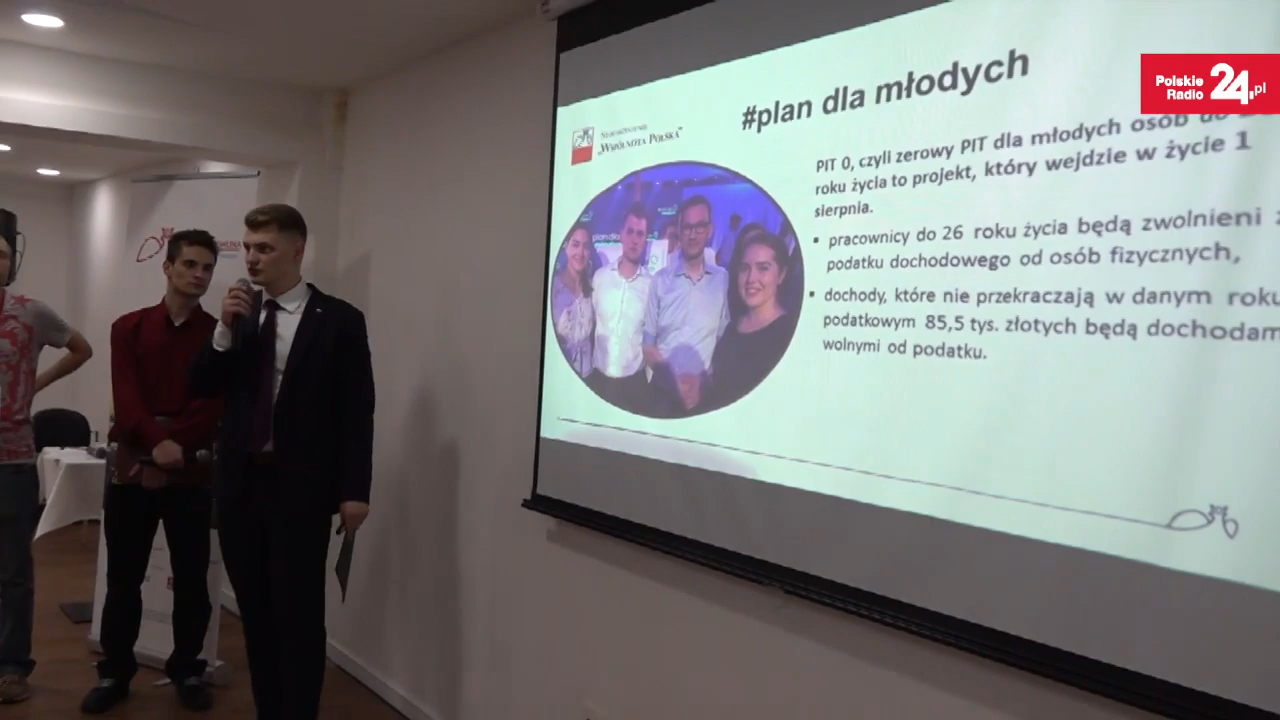 Polskie
Radio
24.pl
#plan dla młodych
STOWARZYSZENIE
„WSPÓLNOTA POLSKA"
PIT 0, czyli zerowy PIT dla młodych osób do
roku życia to projekt, który wejdzie w życie 1
sierpnia.
▪ pracownicy do 26 roku życia będą zwolnieni z
podatku dochodowego od osób fizycznych,
▪ dochody, które nie przekraczają w danym roku
podatkowym 85,5 tys. złotych będą dochodam
wolnymi od podatku.
plan dla